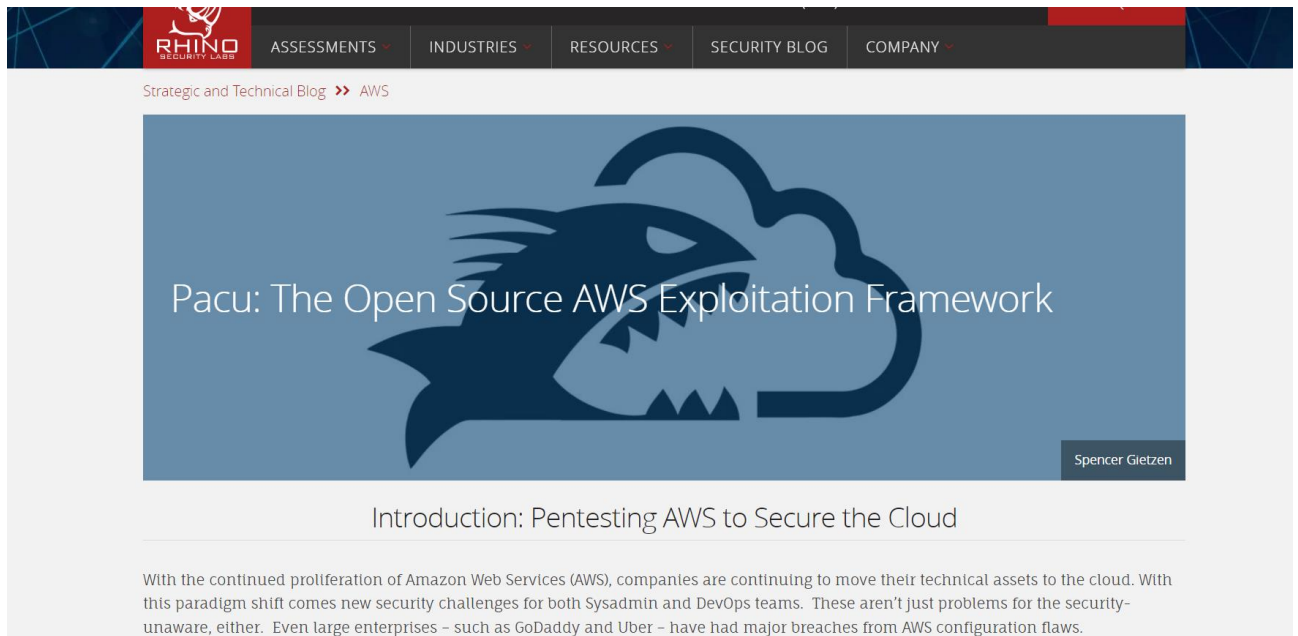 RHINO
SECURITY LABS
ASSESSMENTS
INDUSTRIES
RESOURCES
SECURITY BLOG
COMPANY
Strategic and Technical Blog >> AWS
Pacu: The Open Source AWS Exploitation Framework
Spencer Gietzen
Introduction: Pentesting AWS to Secure the Cloud
With the continued proliferation of Amazon Web Services (AWS), companies are continuing to move their technical assets to the cloud. With
this paradigm shift comes new security challenges for both Sysadmin and DevOps teams. These aren't just problems for the security-
unaware, either. Even large enterprises – such as GoDaddy and Uber – have had major breaches from AWS configuration flaws.